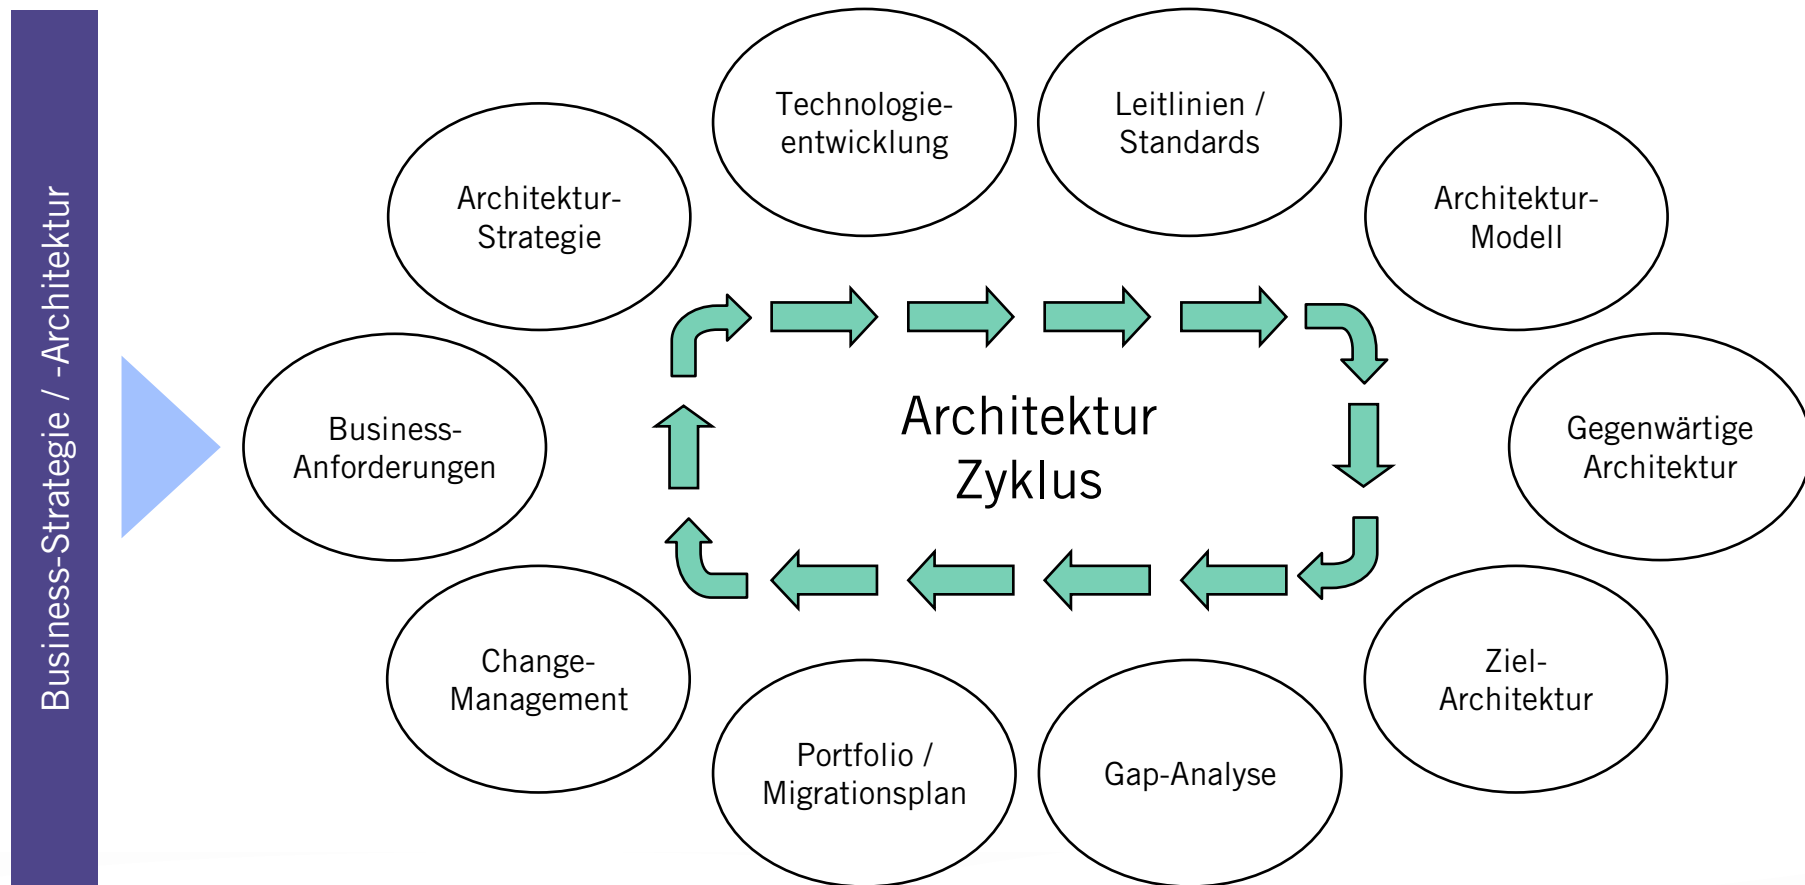 Business-Strategie / -Architektur
Technologie-
entwicklung
Leitlinien /
Standards
Architektur-
Strategie
Architektur-
Modell
Business-
Anforderungen
Architektur
Zyklus
Gegenwärtige
Architektur
Change-
Management
Ziel-
Architektur
Portfolio /
Migrationsplan
Gap-Analyse